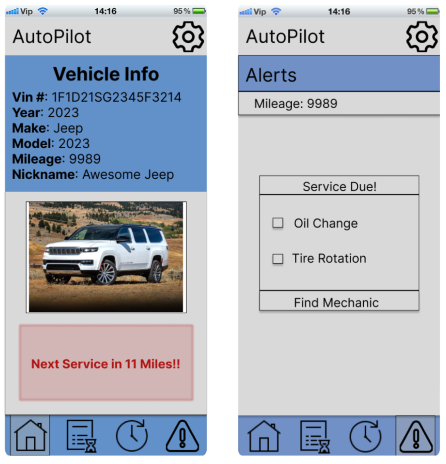 Vip 14:16 95%
AutoPilot
Vehicle Info
Vin #: 1F1D21SG2345F3214
Year: 2023
Make: Jeep
Model: 2023
Mileage: 9989
Nickname: Awesome Jeep
Next Service in 11 Miles!!
Vip 14:16 95%
AutoPilot
Alerts
Mileage: 9989
Service Due!
Oil Change
Tire Rotation
Find Mechanic